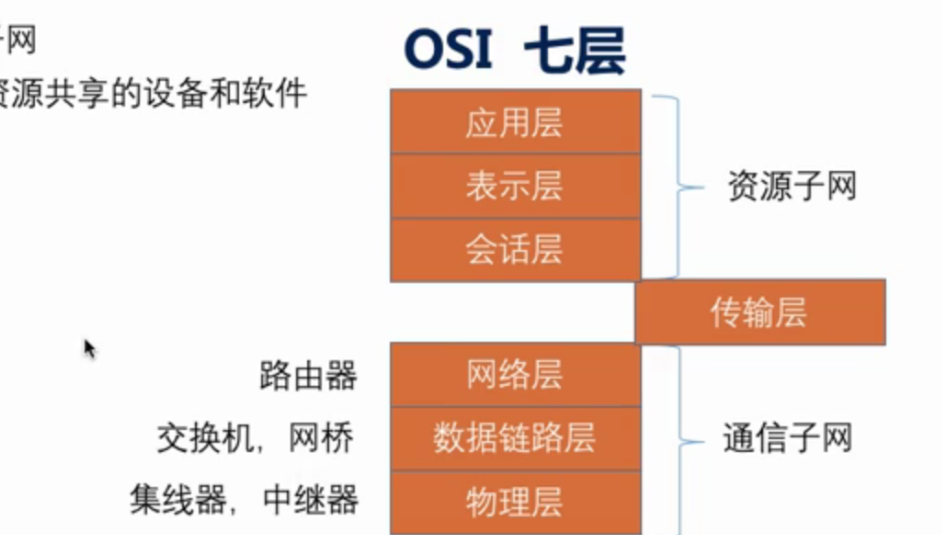 子网
OSI 七层
资源共享的设备和软件
应用层
表示层
资源子网
会话层
传输层
路由器
网络层
交换机，网桥
数据链路层
通信子网
集线器，中继器
物理层